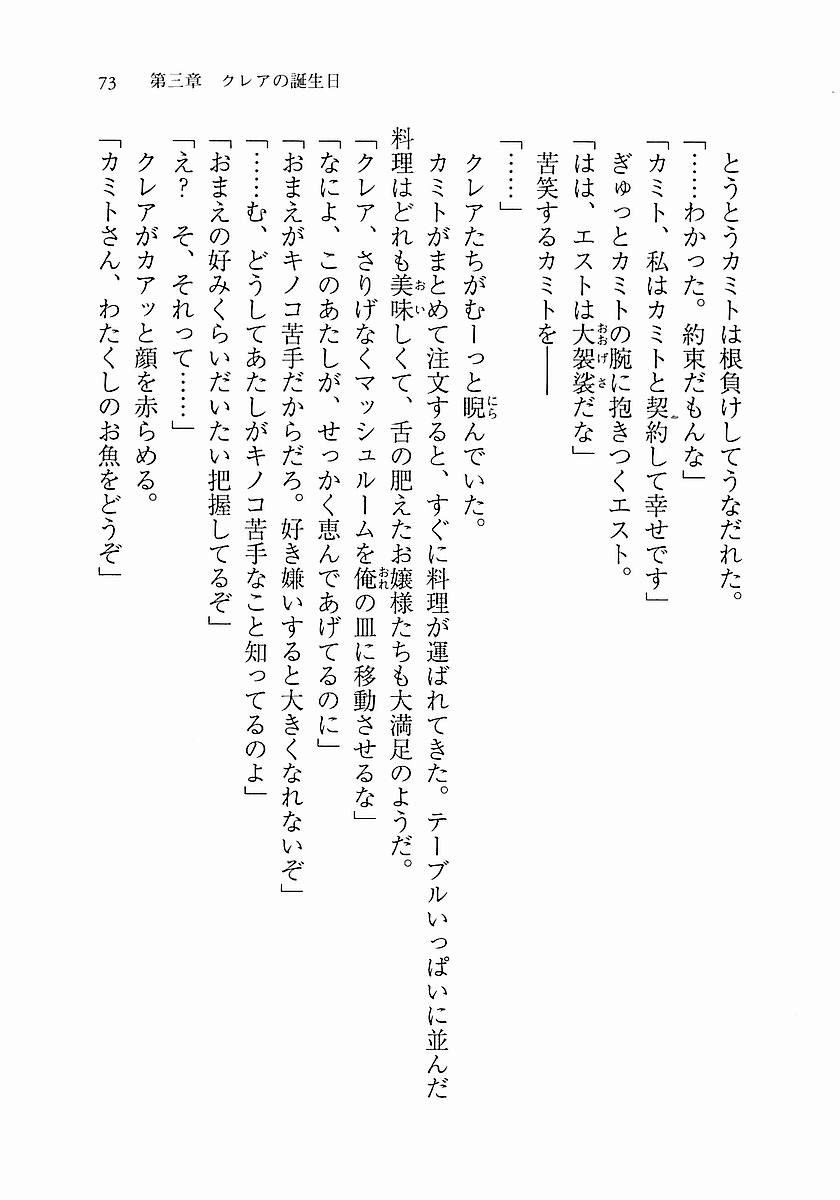 73　第三章　クレアの誕生日
　とうとうカミトは根負けしてうなだれた。
「……わかった。約束だもんな」
「カミト、私はカミトと契約して幸せです」
　ぎゅっとカミトの腕に抱きつくエスト。
「はは、エストは大袈裟だな」
　苦笑するカミトを――
「……」
　クレアたちがむーっと睨んでいた。
　カミトがまとめて注文すると、すぐに料理が運ばれてきた。テーブルいっぱいに並んだ
料理はどれも美味しくて、舌の肥えたお嬢様たちも大満足のようだ。
「クレア、さりげなくマッシュルームを俺の皿に移動させるな」
「なによ、このあたしが、せっかく恵んであげてるのに」
「おまえがキノコ苦手だからだろ。好き嫌いすると大きくなれないぞ」
「……む、どうしてあたしがキノコ苦手なこと知ってるのよ」
「おまえの好みくらいだいたい把握してるぞ」
「え？　そ、それって……」
　クレアがカアッと顔を赤らめる。
「カミトさん、わたくしのお魚をどうぞ」